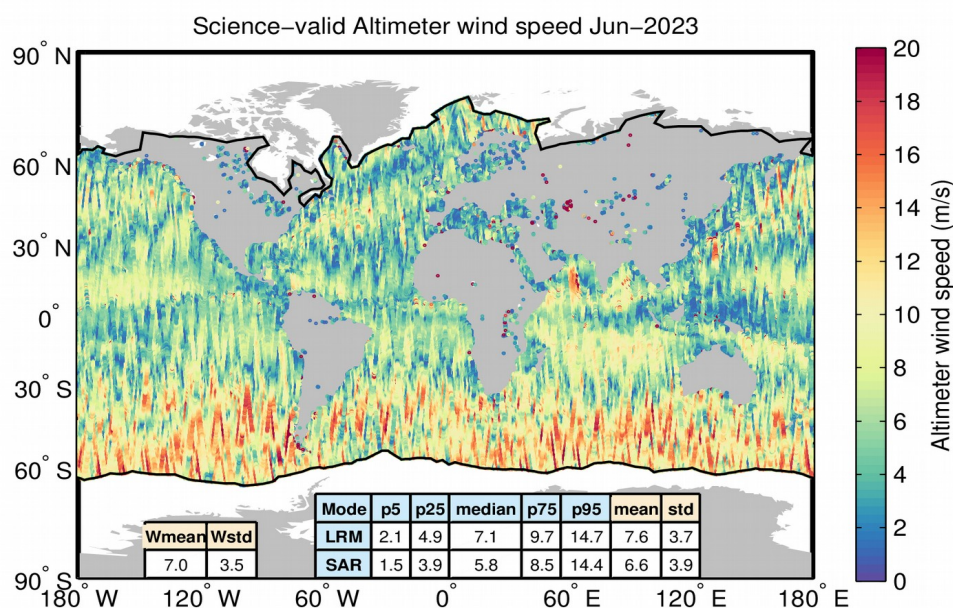 Science−valid Altimeter wind speed Jun−2023
90° N
60° N
30° N
0°
30° S
60° S
90° S
180° W
120° W
60° W
0°
60° E
120° E
180° E
Wmean Wstd
7.0 3.5
Mode p5 p25 median p75 p95 mean std
LRM 2.1 4.9 7.1 9.7 14.7 7.6 3.7
SAR 1.5 3.9 5.8 8.5 14.4 6.6 3.9
20
18
16
14
12
10
8
6
4
2
0
Altimeter wind speed (m/s)